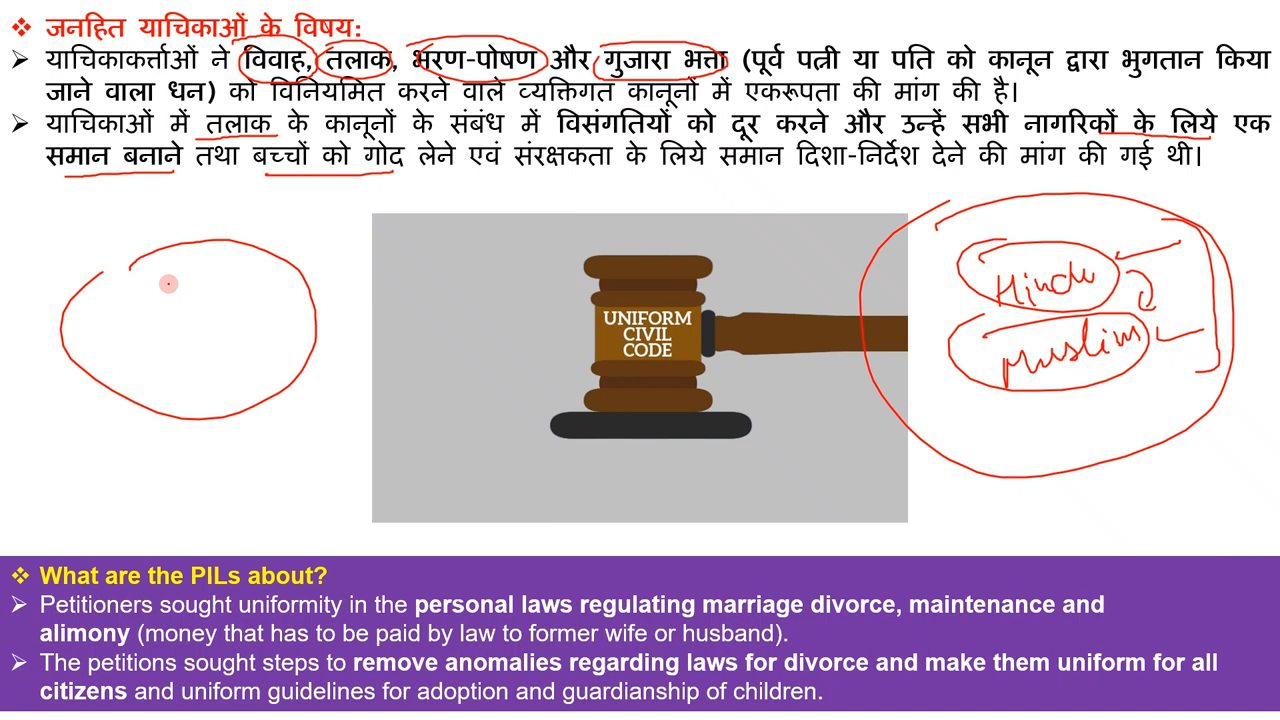 ❖ जनहित याचिकाओं के विषय:
➢ याचिकाकर्त्ताओं ने विवाह, तलाक, भरण-पोषण और गुजारा भत्ता (पूर्व पत्नी या पति को कानून द्वारा भुगतान किया
जाने वाला धन) को विनियमित करने वाले व्यक्तिगत कानूनों में एकरूपता की मांग की है।
➢ याचिकाओं में तलाक के कानूनों के संबंध में विसंगतियों को दूर करने और उन्हें सभी नागरिकों के लिये एक
समान बनाने तथा बच्चों को गोद लेने एवं संरक्षकता के लिये समान दिशा-निर्देश देने की मांग की गई थी।
Hindu
Muslim
UNIFORM
CIVIL
CODE
❖ What are the PILs about?
➢ Petitioners sought uniformity in the personal laws regulating marriage divorce, maintenance and
alimony (money that has to be paid by law to former wife or husband).
➢ The petitions sought steps to remove anomalies regarding laws for divorce and make them uniform for all
citizens and uniform guidelines for adoption and guardianship of children.